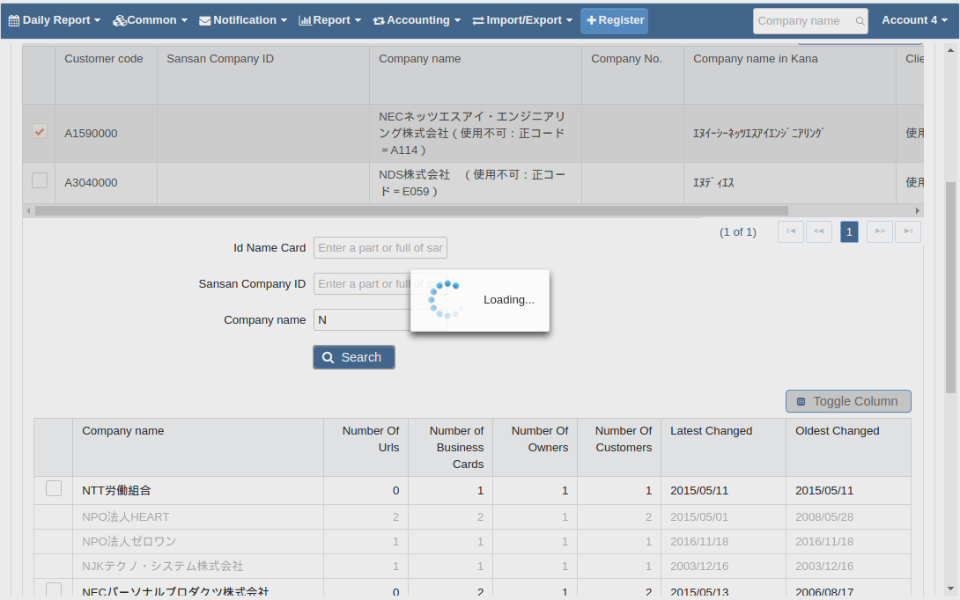 Daily Report Common Notification Report Accounting Import/Export Register Company name Account 4
Customer code Sansan Company ID Company name Company No. Company name in Kana Clie
A1590000 NECネッツエスアイ・エンジニアリ ｴﾇｲｰｼｰﾈｯﾂｴｽｱｲｴﾝｼﾞﾆｱﾘﾝｸﾞ 使用
ング株式会社 ( 使用不可：正コード
= A114 )
A3040000 NDS株式会社 ( 使用不可：正コー ｴﾇﾃﾞｨｴｽ 使用
ド = E059 )
(1 of 1) 1
Id Name Card Enter a part or full of sar
Sansan Company ID Enter a part or full of
Loading...
Company name N
Search
Toggle Column
Company name Number Of Urls Number of Business Cards Number Of Owners Number Of Customers Latest Changed Oldest Changed
NTT労働組合 0 1 1 1 2015/05/11 2015/05/11
NPO法人HEART 2 2 1 2 2015/05/01 2008/05/28
NPO法人ゼロワン 1 1 1 1 2016/11/18 2016/11/18
NJKテクノ・システム株式会社 1 1 1 1 2003/12/16 2003/12/16
NECパーソナルプロダクツ株式会社 0 2 1 2 2015/05/13 2006/08/17